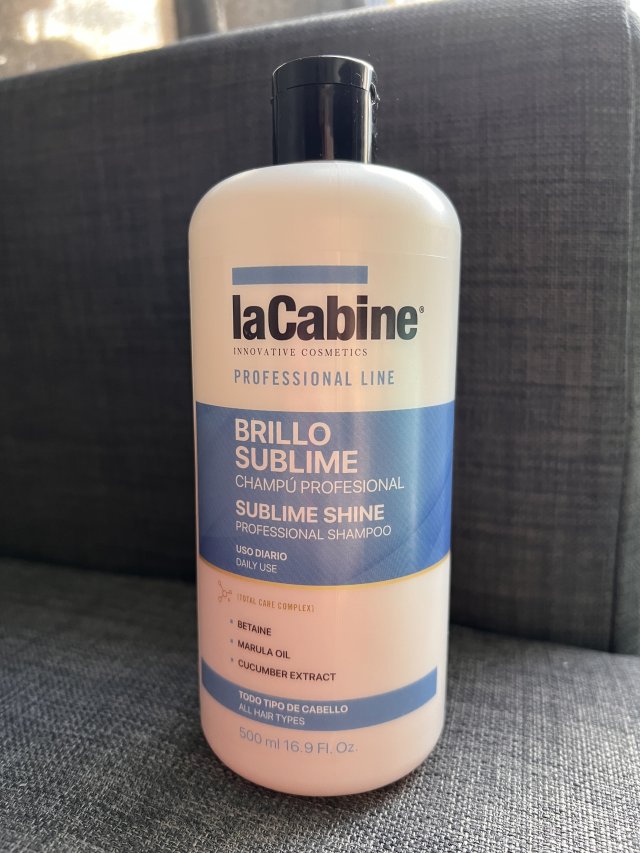 laCabine®
INNOVATIVE COSMETICS
PROFESSIONAL LINE
BRILLO
SUBLIME
CHAMPÚ PROFESIONAL
SUBLIME SHINE
PROFESSIONAL SHAMPOO
USO DIARIO
DAILY USE
[TOTAL CARE COMPLEX]
BETAINE
MARULA OIL
CUCUMBER EXTRACT
TODO TIPO DE CABELLO
ALL HAIR TYPES
500 ml 16.9 Fl. Oz.